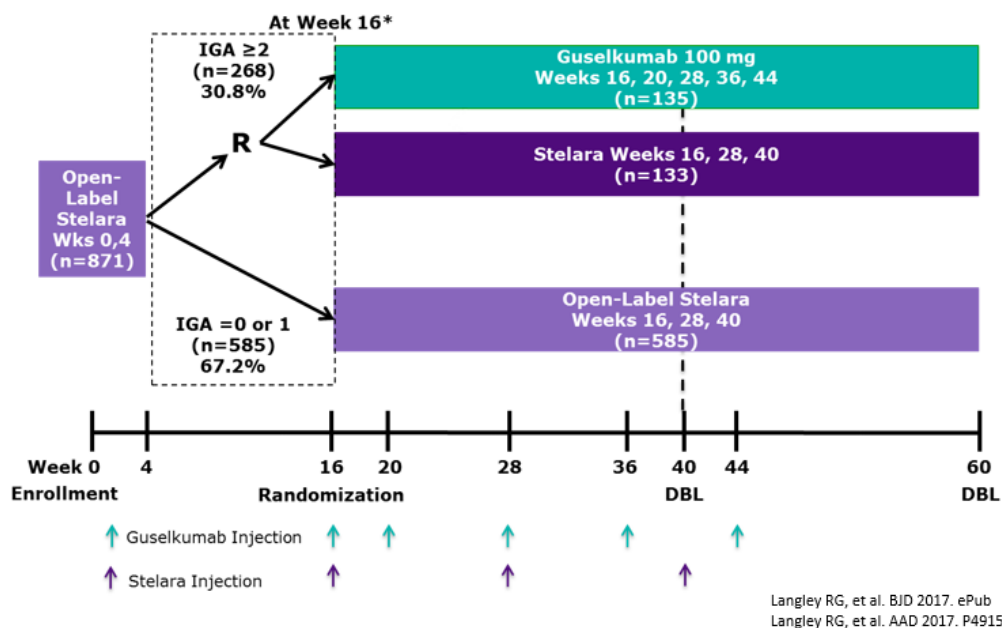 At Week 16*
IGA ≥2
(n=268)
30.8%
R
Guselkumab 100 mg
Weeks 16, 20, 28, 36, 44
(n=135)
Stelara Weeks 16, 28, 40
(n=133)
Open-
Label
Stelara
Wks 0,4
(n=871)
Open-Label Stelara
Weeks 16, 28, 40
(n=585)
IGA =0 or 1
(n=585)
67.2%
Week 0 4 16 20 28 36 40 44 60
Enrollment Randomization DBL DBL
Guselkumab Injection
Stelara Injection
Langley RG, et al. BJD 2017. ePub
Langley RG, et al. AAD 2017. P4915